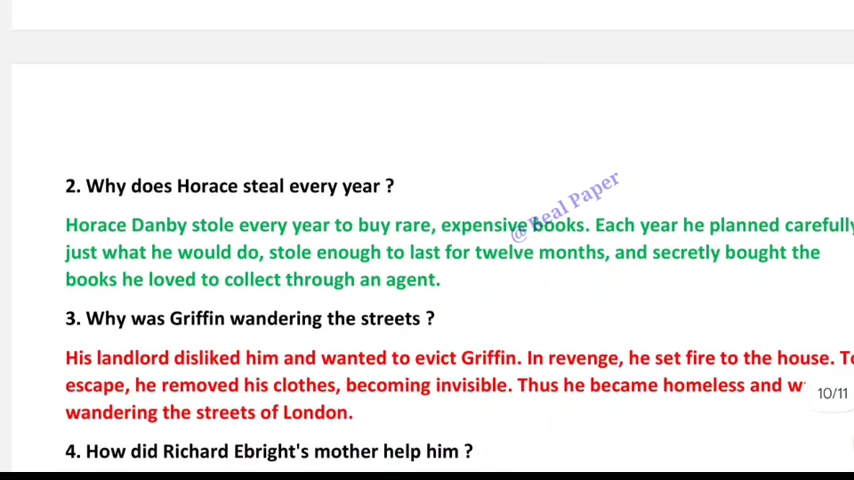 2. Why does Horace steal every year ?
@Real Paper
Horace Danby stole every year to buy rare, expensive books. Each year he planned carefully
just what he would do, stole enough to last for twelve months, and secretly bought the
books he loved to collect through an agent.
3. Why was Griffin wandering the streets ?
His landlord disliked him and wanted to evict Griffin. In revenge, he set fire to the house. To
escape, he removed his clothes, becoming invisible. Thus he became homeless and
10/11
wandering the streets of London.
4. How did Richard Ebright's mother help him ?